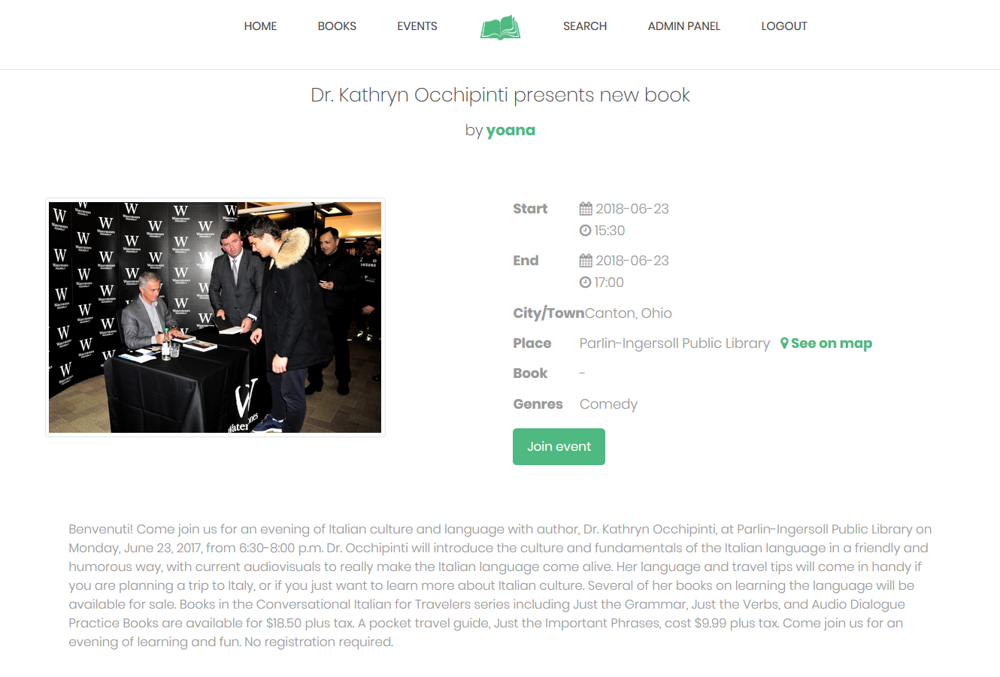 HOME BOOKS EVENTS SEARCH ADMIN PANEL LOGOUT
Dr. Kathryn Occhipinti presents new book
by yoana
Start 2018-06-23
15:30
End 2018-06-23
17:00
City/Town Canton, Ohio
Place Parlin-Ingersoll Public Library See on map
Book -
Genres Comedy
Join event
W
Waterstones
PICCADILLY
SAMSUNG
W
Waterstones
Benvenuti! Come join us for an evening of Italian culture and language with author, Dr. Kathryn Occhipinti, at Parlin-Ingersoll Public Library on
Monday, June 23, 2017, from 6:30-8:00 p.m. Dr. Occhipinti will introduce the culture and fundamentals of the Italian language in a friendly and
humorous way, with current audiovisuals to really make the Italian language come alive. Her language and travel tips will come in handy if
you are planning a trip to Italy, or if you just want to learn more about Italian culture. Several of her books on learning the language will be
available for sale. Books in the Conversational Italian for Travelers series including Just the Grammar, Just the Verbs, and Audio Dialogue
Practice Books are available for $18.50 plus tax. A pocket travel guide, Just the Important Phrases, cost $9.99 plus tax. Come join us for an
evening of learning and fun. No registration required.